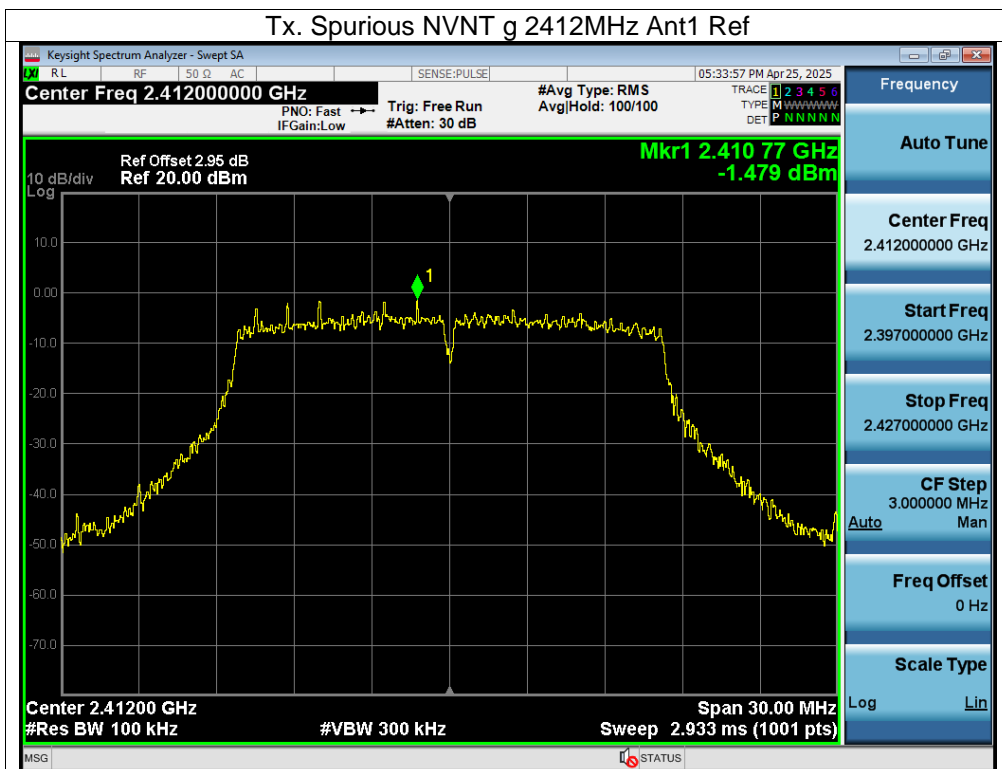 Tx. Spurious NVNT g 2412MHz Ant1 Ref
Keysight Spectrum Analyzer - Swept SA
LXI RL RF 50 Ω AC SENSE:PULSE 05:33:57 PM Apr 25, 2025
Center Freq 2.412000000 GHz
PNO: Fast
IFGain:Low
Trig: Free Run
#Atten: 30 dB
#Avg Type: RMS
Avg|Hold: 100/100
TRACE 1 2 3 4 5 6
TYPE M WWWWW
DET P N N N N N
Mkr1 2.410 77 GHz
-1.479 dBm
Ref Offset 2.95 dB
10 dB/div Ref 20.00 dBm
Log
10.0
0.00
-10.0
-20.0
-30.0
-40.0
-50.0
-60.0
-70.0
1
Center 2.41200 GHz Span 30.00 MHz
#Res BW 100 kHz #VBW 300 kHz Sweep 2.933 ms (1001 pts)
MSG STATUS
Frequency
Auto Tune
Center Freq
2.412000000 GHz
Start Freq
2.397000000 GHz
Stop Freq
2.427000000 GHz
CF Step
3.000000 MHz
Auto Man
Freq Offset
0 Hz
Scale Type
Log Lin